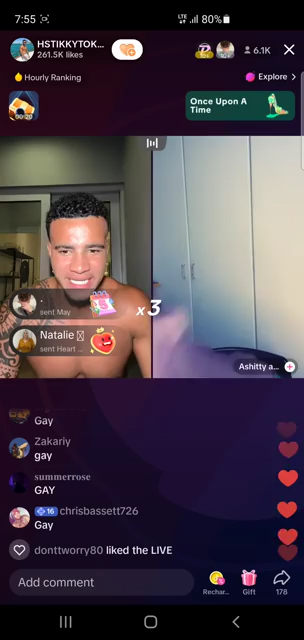 7:55
LTE
80%
HSTIKKYTOK...
261.5K likes
6.1K
Hourly Ranking
Explore >
Once Upon A
Time
.
sent May
x3
Natalie
sent Heart ...
Ashitty a...
Gay
Zakariy
gay
summerrose
GAY
16 chrisbassett726
Gay
donttworry80 liked the LIVE
Add comment
Rechar...
Gift
178